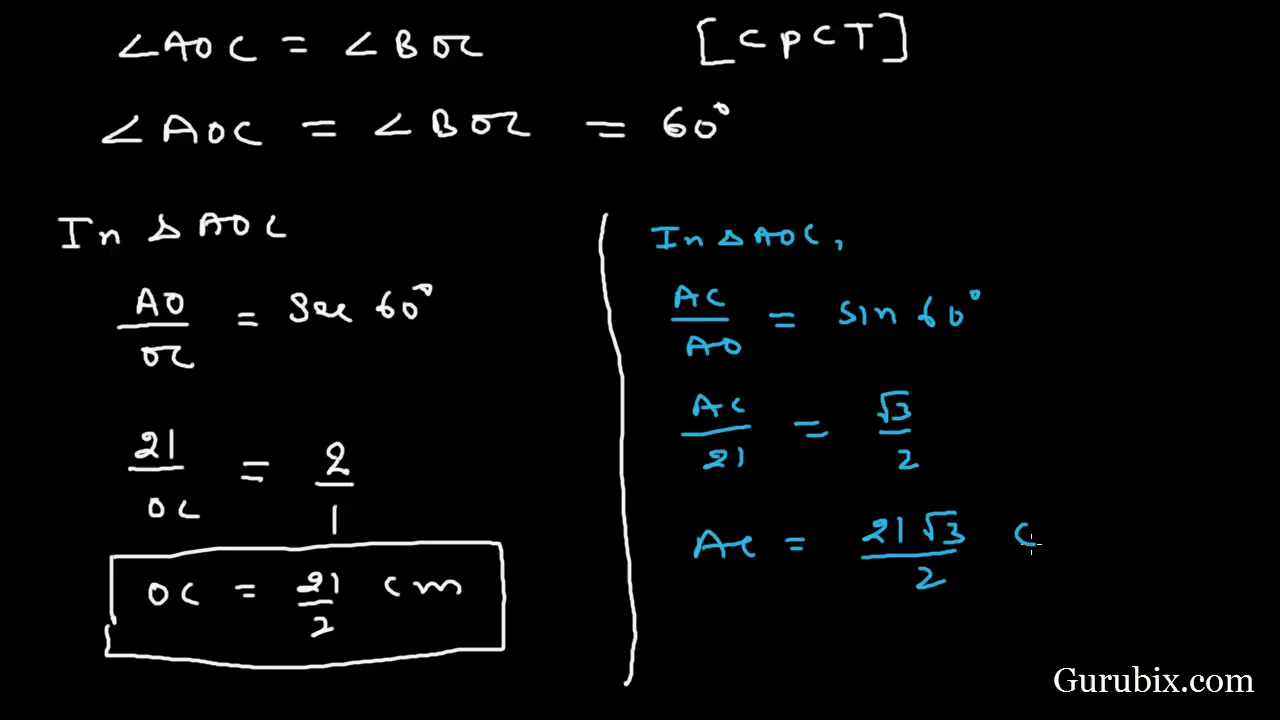 ∠AOC = ∠BOC [CPCT]
∠AOC = ∠BOC = 60°
In △AOC
AO/OC = Sec 60°
21/OC = 2/1
OC = 21/2 cm
In △AOC,
AC/AO = Sin 60°
AC/21 = √3/2
AC = 21√3/2 c
Gurubix.com